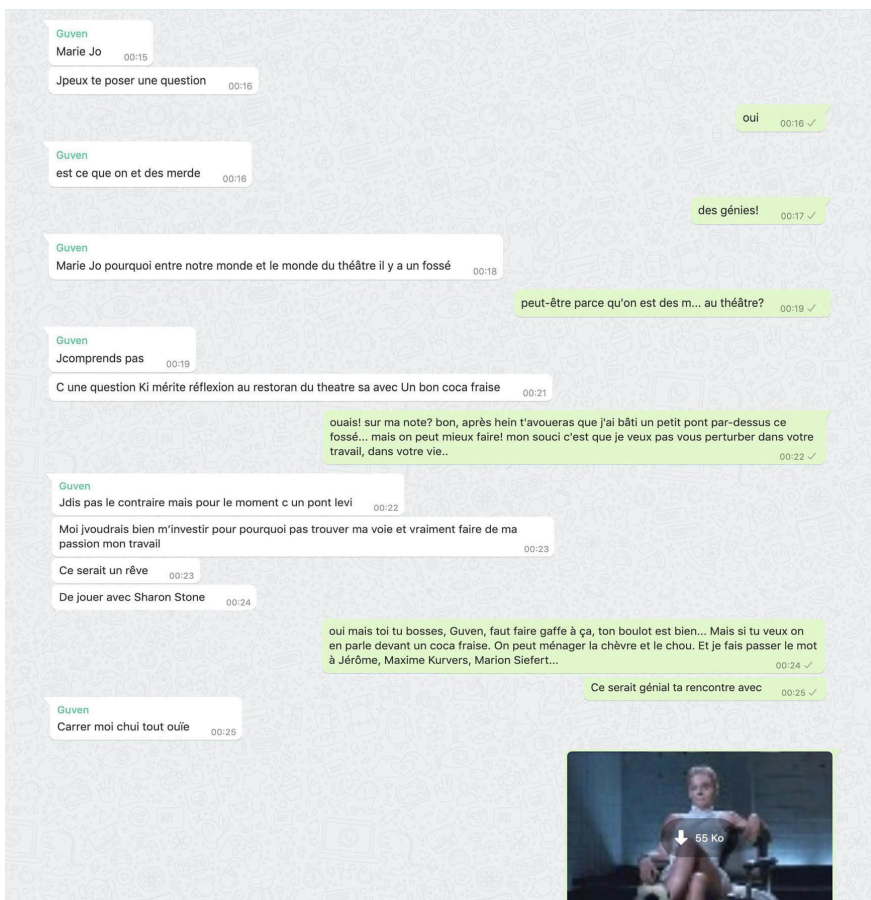 Guven
Marie Jo 00:15
Jpeux te poser une question 00:16
oui 00:16
Guven
est ce que on et des merde 00:16
des génies! 00:17
Guven
Marie Jo pourquoi entre notre monde et le monde du théâtre il y a un fossé 00:18
peut-être parce qu'on est des m... au théâtre? 00:19
Guven
Jcomprends pas 00:19
C une question Ki mérite réflexion au restoran du theatre sa avec Un bon coca fraise 00:21
ouais! sur ma note? bon, après hein t'avoueras que j'ai bâti un petit pont par-dessus ce
fossé... mais on peut mieux faire! mon souci c'est que je veux pas vous perturber dans votre
travail, dans votre vie..
00:22
Guven
Jdis pas le contraire mais pour le moment c un pont levi 00:22
Moi jvoudrais bien m’investir pour pourquoi pas trouver ma voie et vraiment faire de ma
passion mon travail 00:23
Ce serait un rêve 00:23
De jouer avec Sharon Stone 00:24
oui mais toi tu bosses, Guven, faut faire gaffe à ça, ton boulot est bien... Mais si tu veux on
en parle devant un coca fraise. On peut ménager la chèvre et le chou. Et je fais passer le mot
à Jérôme, Maxime Kurvers, Marion Siefert...
00:24
Ce serait génial ta rencontre avec 00:25
Guven
Carrer moi chui tout ouïe 00:25
55 Ko